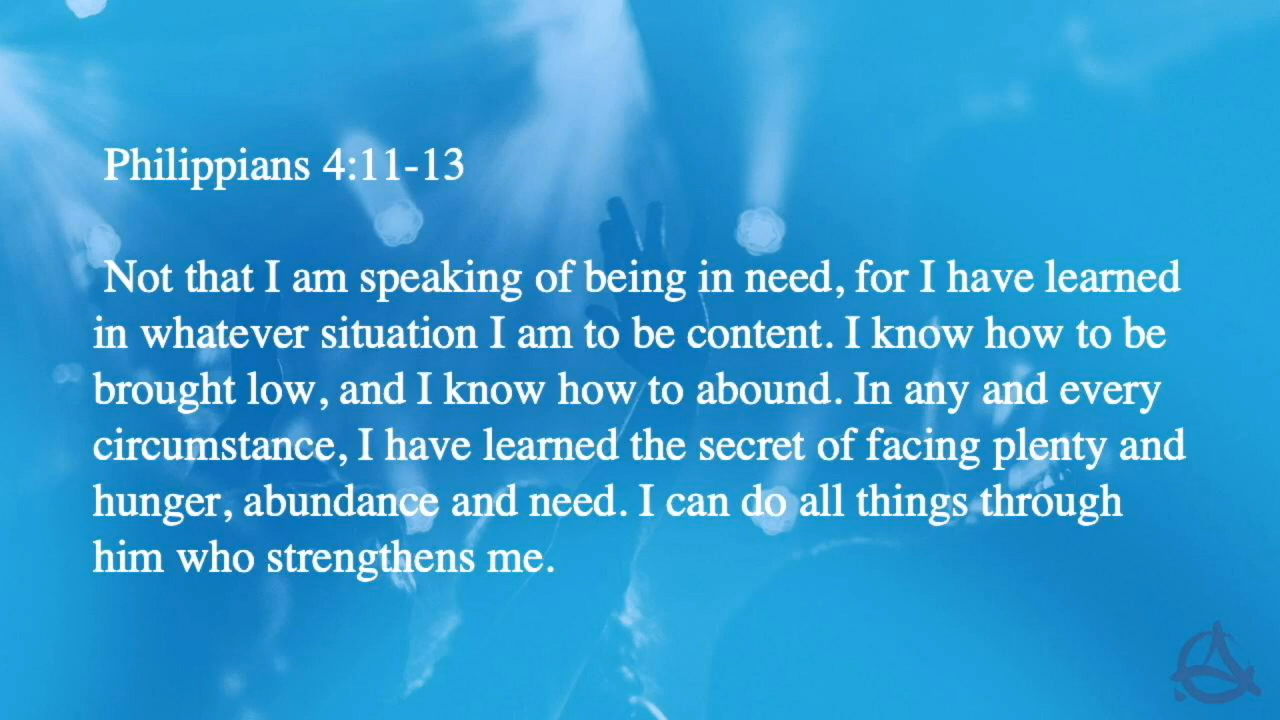 Philippians 4:11-13
Not that I am speaking of being in need, for I have learned
in whatever situation I am to be content. I know how to be
brought low, and I know how to abound. In any and every
circumstance, I have learned the secret of facing plenty and
hunger, abundance and need. I can do all things through
him who strengthens me.